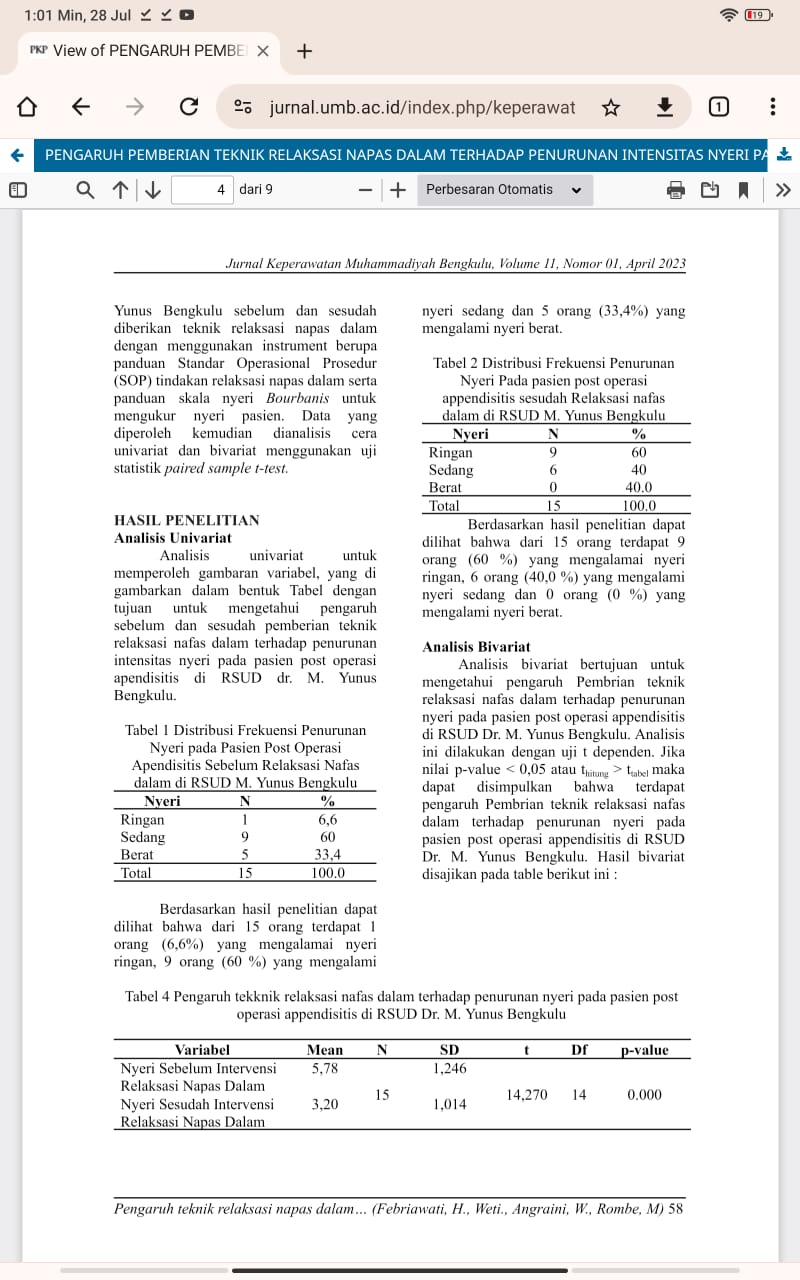 1:01 Min, 28 Jul
19
PKP View of PENGARUH PEMBE
jurnal.umb.ac.id/index.php/keperawat
1
PENGARUH PEMBERIAN TEKNIK RELAKSASI NAPAS DALAM TERHADAP PENURUNAN INTENSITAS NYERI PA
4 dari 9
Perbesaran Otomatis
Jurnal Keperawatan Muhammadiyah Bengkulu, Volume 11, Nomor 01, April 2023
Yunus Bengkulu sebelum dan sesudah
diberikan teknik relaksasi napas dalam
dengan menggunakan instrument berupa
panduan Standar Operasional Prosedur
(SOP) tindakan relaksasi napas dalam serta
panduan skala nyeri Bourbanis untuk
mengukur nyeri pasien. Data yang
diperoleh kemudian dianalisis cera
univariat dan bivariat menggunakan uji
statistik paired sample t-test.
HASIL PENELITIAN
Analisis Univariat
Analisis univariat untuk
memperoleh gambaran variabel, yang di
gambarkan dalam bentuk Tabel dengan
tujuan untuk mengetahui pengaruh
sebelum dan sesudah pemberian teknik
relaksasi nafas dalam terhadap penurunan
intensitas nyeri pada pasien post operasi
apendisitis di RSUD dr. M. Yunus
Bengkulu.
Tabel 1 Distribusi Frekuensi Penurunan
Nyeri pada Pasien Post Operasi
Apendisitis Sebelum Relaksasi Nafas
dalam di RSUD M. Yunus Bengkulu
Nyeri N %
Ringan 1 6,6
Sedang 9 60
Berat 5 33,4
Total 15 100.0
Berdasarkan hasil penelitian dapat
dilihat bahwa dari 15 orang terdapat 1
orang (6,6%) yang mengalamai nyeri
ringan, 9 orang (60 %) yang mengalami
nyeri sedang dan 5 orang (33,4%) yang
mengalami nyeri berat.
Tabel 2 Distribusi Frekuensi Penurunan
Nyeri Pada pasien post operasi
appendisitis sesudah Relaksasi nafas
dalam di RSUD M. Yunus Bengkulu
Nyeri N %
Ringan 9 60
Sedang 6 40
Berat 0 40.0
Total 15 100.0
Berdasarkan hasil penelitian dapat
dilihat bahwa dari 15 orang terdapat 9
orang (60 %) yang mengalamai nyeri
ringan, 6 orang (40,0 %) yang mengalami
nyeri sedang dan 0 orang (0 %) yang
mengalami nyeri berat.
Analisis Bivariat
Analisis bivariat bertujuan untuk
mengetahui pengaruh Pembrian teknik
relaksasi nafas dalam terhadap penurunan
nyeri pada pasien post operasi appendisitis
di RSUD Dr. M. Yunus Bengkulu. Analisis
ini dilakukan dengan uji t dependen. Jika
nilai p-value < 0,05 atau thitung > ttabel maka
dapat disimpulkan bahwa terdapat
pengaruh Pembrian teknik relaksasi nafas
dalam terhadap penurunan nyeri pada
pasien post operasi appendisitis di RSUD
Dr. M. Yunus Bengkulu. Hasil bivariat
disajikan pada table berikut ini :
Tabel 4 Pengaruh tekknik relaksasi nafas dalam terhadap penurunan nyeri pada pasien post
operasi appendisitis di RSUD Dr. M. Yunus Bengkulu
Variabel Mean N SD t Df p-value
Nyeri Sebelum Intervensi 5,78 1,246
Relaksasi Napas Dalam
15 14,270 14 0.000
Nyeri Sesudah Intervensi 3,20 1,014
Relaksasi Napas Dalam
Pengaruh teknik relaksasi napas dalam… (Febriawati, H., Weti., Angraini, W., Rombe, M) 58